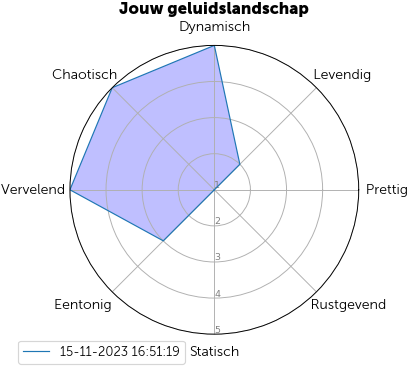 Jouw geluidslandschap
Dynamisch
Chaotisch
Levendig
Vervelend
Prettig
1
2
3
4
5
Eentonig
Rustgevend
Statisch
15-11-2023 16:51:19